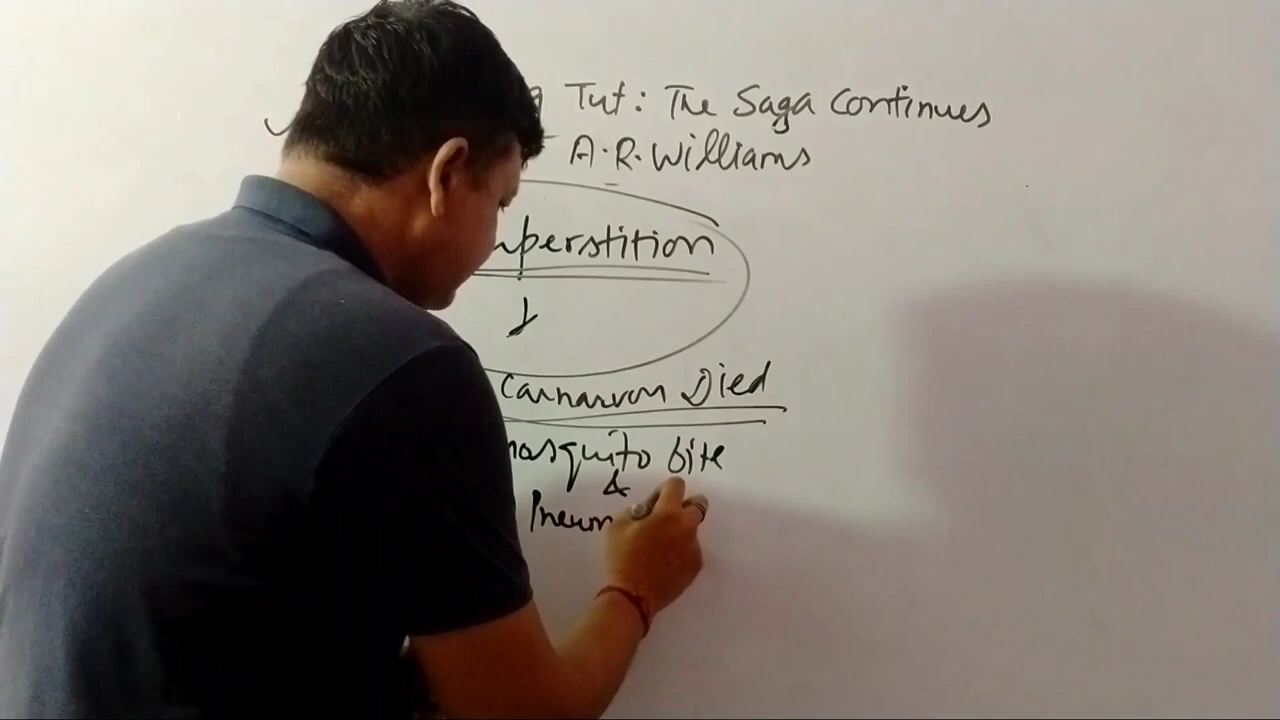 Tut: The Saga Continues
A.R. Williams
perstition
Carnarvon Died
mosquito bite
&
Pneum